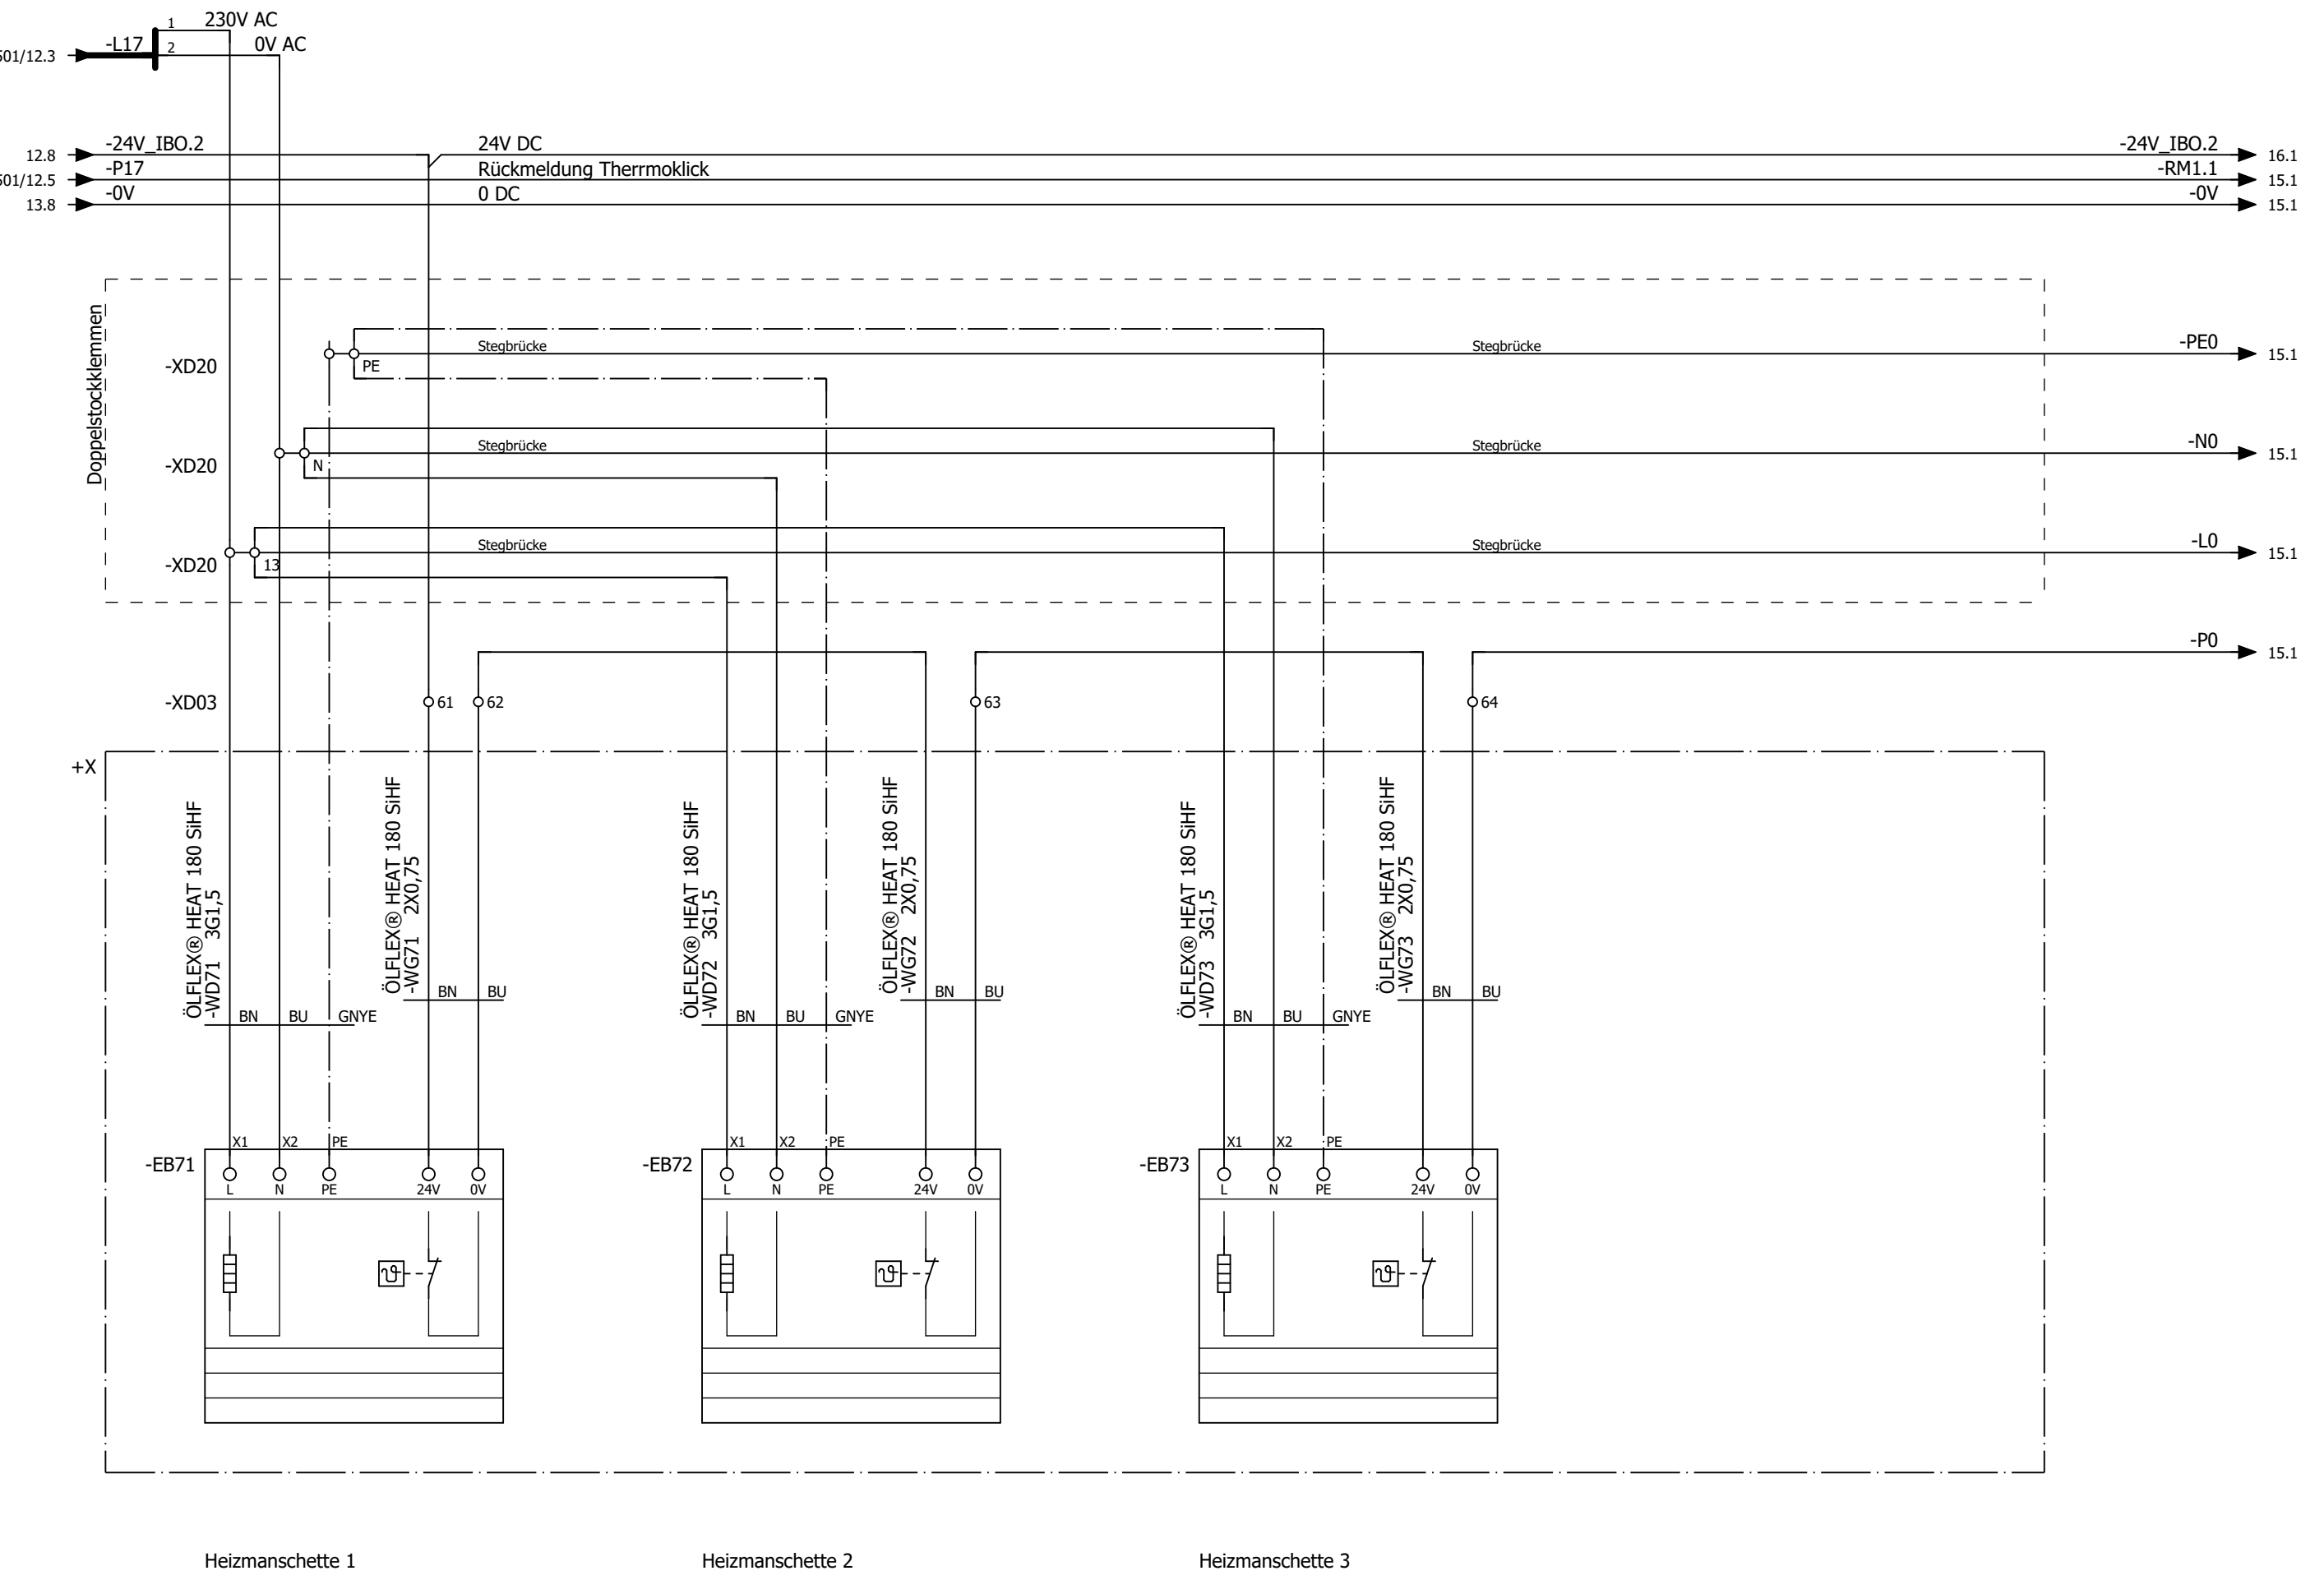 1 230V AC
-L17 2 0V AC
501/12.3
12.8 -24V_IBO.2 24V DC -24V_IBO.2 16.1
501/12.5 -P17 Rückmeldung Therrmoklick -RM1.1 15.1
13.8 -0V 0 DC -0V 15.1
Doppelstockklemmen
Stegbrücke Stegbrücke -PE0 15.1
-XD20 PE
Stegbrücke Stegbrücke -N0 15.1
-XD20 N
Stegbrücke Stegbrücke -L0 15.1
-XD20 13
-P0 15.1
-XD03 61 62 63 64
+X
ÖLFLEX® HEAT 180 SiHF
-WD71 3G1,5
ÖLFLEX® HEAT 180 SiHF
-WG71 2X0,75
ÖLFLEX® HEAT 180 SiHF
-WD72 3G1,5
ÖLFLEX® HEAT 180 SiHF
-WG72 2X0,75
ÖLFLEX® HEAT 180 SiHF
-WD73 3G1,5
ÖLFLEX® HEAT 180 SiHF
-WG73 2X0,75
BN BU BN BU BN BU
BN BU GNYE BN BU GNYE BN BU GNYE
X1 X2 PE X1 X2 PE X1 X2 PE
-EB71 -EB72 -EB73
L N PE 24V 0V L N PE 24V 0V L N PE 24V 0V
Heizmanschette 1 Heizmanschette 2 Heizmanschette 3